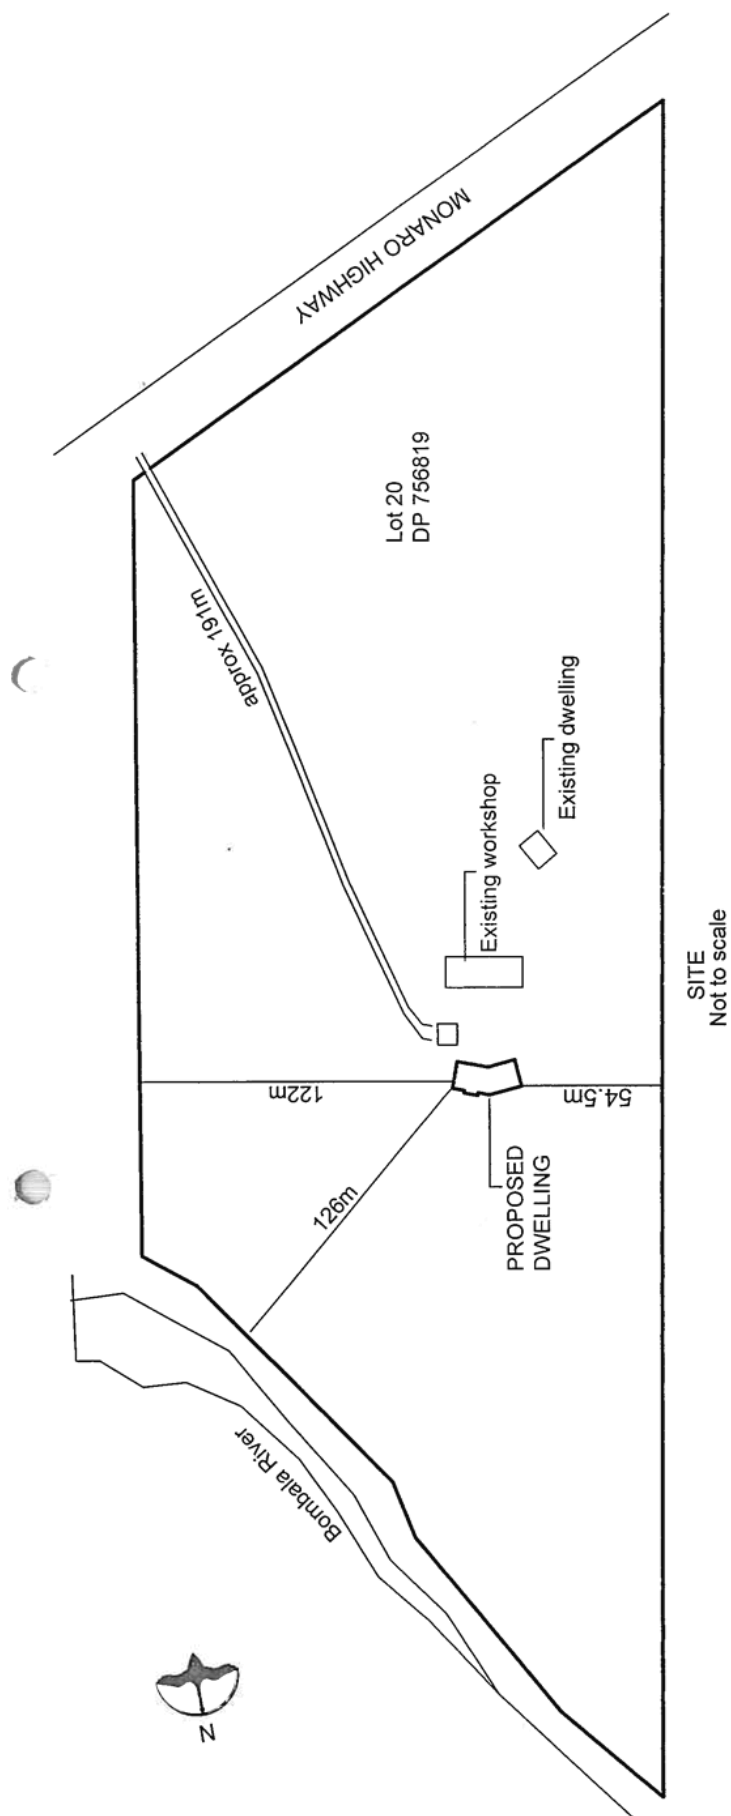 MONARO HIGHWAY
Lot 20
DP 756819
approx 191m
Existing dwelling
Existing workshop
122m
54.5m
126m
PROPOSED
DWELLING
Bombala River
N
SITE
Not to scale